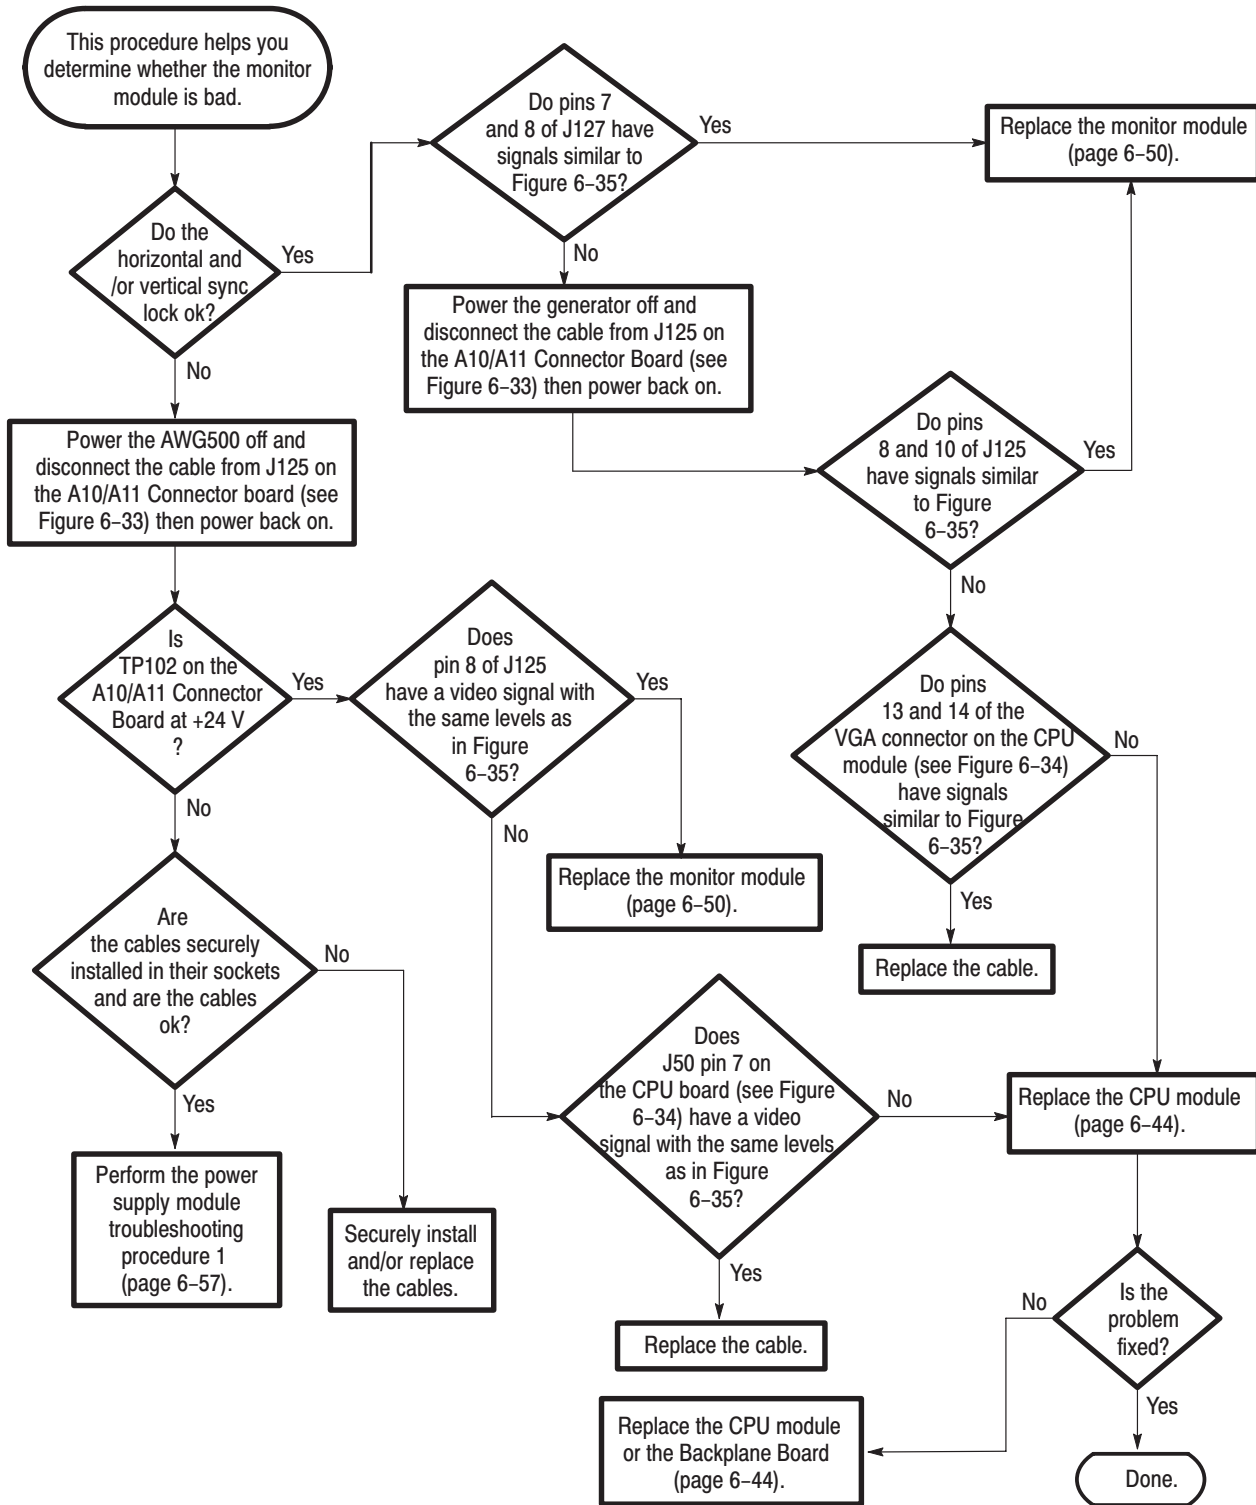 This procedure helps you
determine whether the monitor
module is bad.
Do the
horizontal and
/or vertical sync
lock ok?
Yes
No
Do pins 7
and 8 of J127 have
signals similar to
Figure 6–35?
Yes
No
Replace the monitor module
(page 6–50).
Power the generator off and
disconnect the cable from J125 on
the A10/A11 Connector Board (see
Figure 6–33) then power back on.
Do pins
8 and 10 of J125
have signals similar
to Figure
6–35?
Yes
No
Power the AWG500 off and
disconnect the cable from J125 on
the A10/A11 Connector board (see
Figure 6–33) then power back on.
Is
TP102 on the
A10/A11 Connector
Board at +24 V
?
Yes
No
Does
pin 8 of J125
have a video signal with
the same levels as
in Figure
6–35?
Yes
No
Do pins
13 and 14 of the
VGA connector on the CPU
module (see Figure 6–34)
have signals
similar to Figure
6–35?
No
Yes
Replace the monitor module
(page 6–50).
Replace the cable.
Are
the cables securely
installed in their sockets
and are the cables
ok?
No
Yes
Does
J50 pin 7 on
the CPU board (see Figure
6–34) have a video
signal with the same levels
as in Figure
6–35?
No
Yes
Replace the CPU module
(page 6–44).
Perform the power
supply module
troubleshooting
procedure 1
(page 6–57).
Securely install
and/or replace
the cables.
Replace the cable.
Is the
problem
fixed?
No
Yes
Replace the CPU module
or the Backplane Board
(page 6–44).
Done.